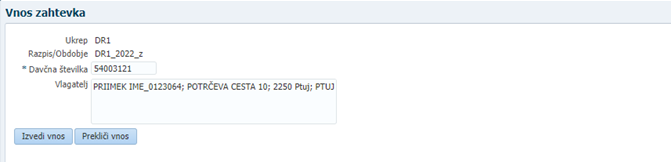 Vnos zahtevka
Ukrep DR1
Razpis/Obdobje DR1_2022_z
* Davčna številka 54003121
Vlagatelj PRIIMEK IME_0123064; POTRČEVA CESTA 10; 2250 Ptuj; PTUJ
Izvedi vnos Prekliči vnos